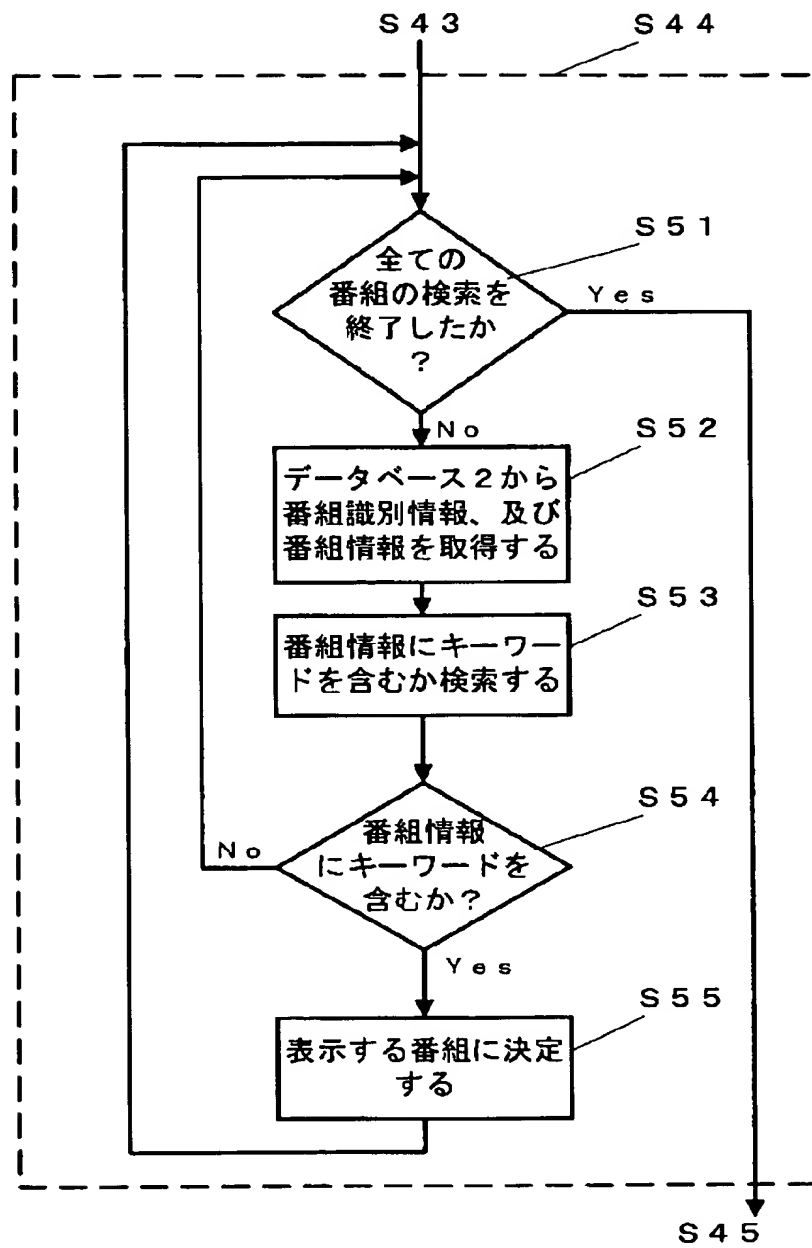 S43
S44
S51
全ての
番組の検索を
終了したか
?
Yes
No
S52
データベース2から
番組識別情報、及び
番組情報を取得する
S53
番組情報にキーワー
ドを含むか検索する
S54
番組情報
にキーワードを
含むか?
No
Yes
S55
表示する番組に決定
する
S45